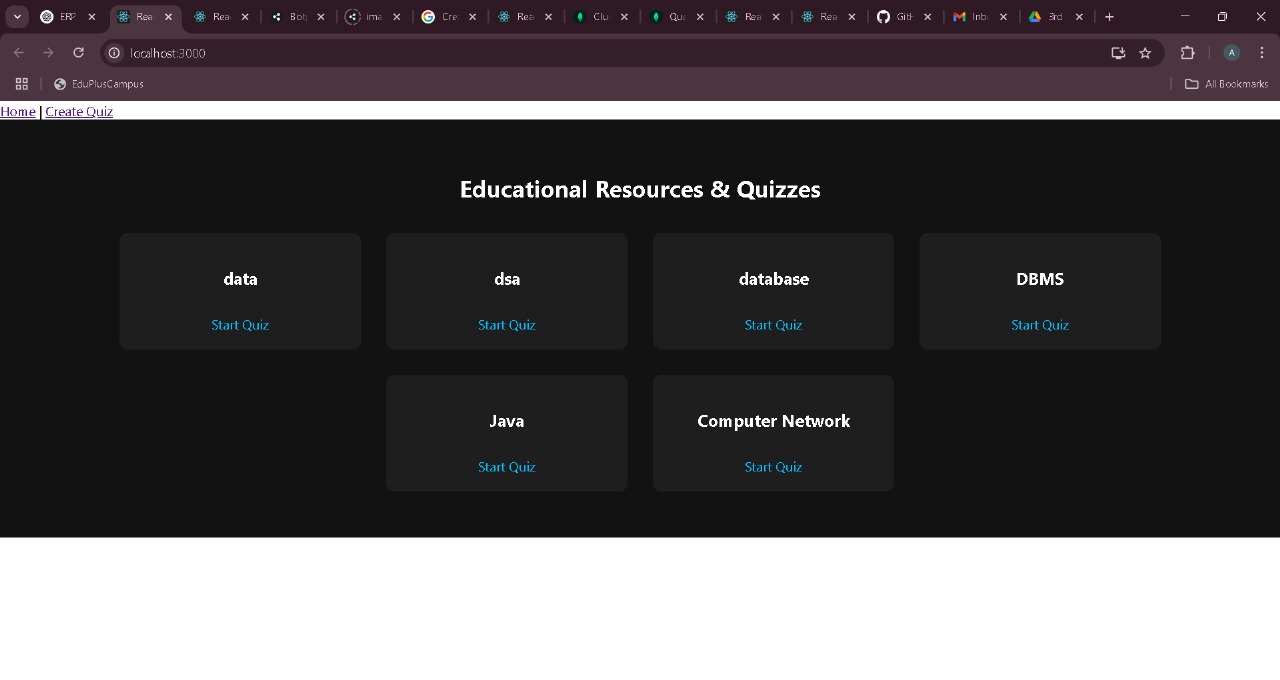 ERP
Rea
Rea
Bot
ima
Cre
Rea
Clu
Que
Rea
Rea
GitH
Inb
3rd
localhost:3000
A
EduPlusCampus
All Bookmarks
Home | Create Quiz
Educational Resources & Quizzes
data
dsa
database
DBMS
Start Quiz
Start Quiz
Start Quiz
Start Quiz
Java
Computer Network
Start Quiz
Start Quiz